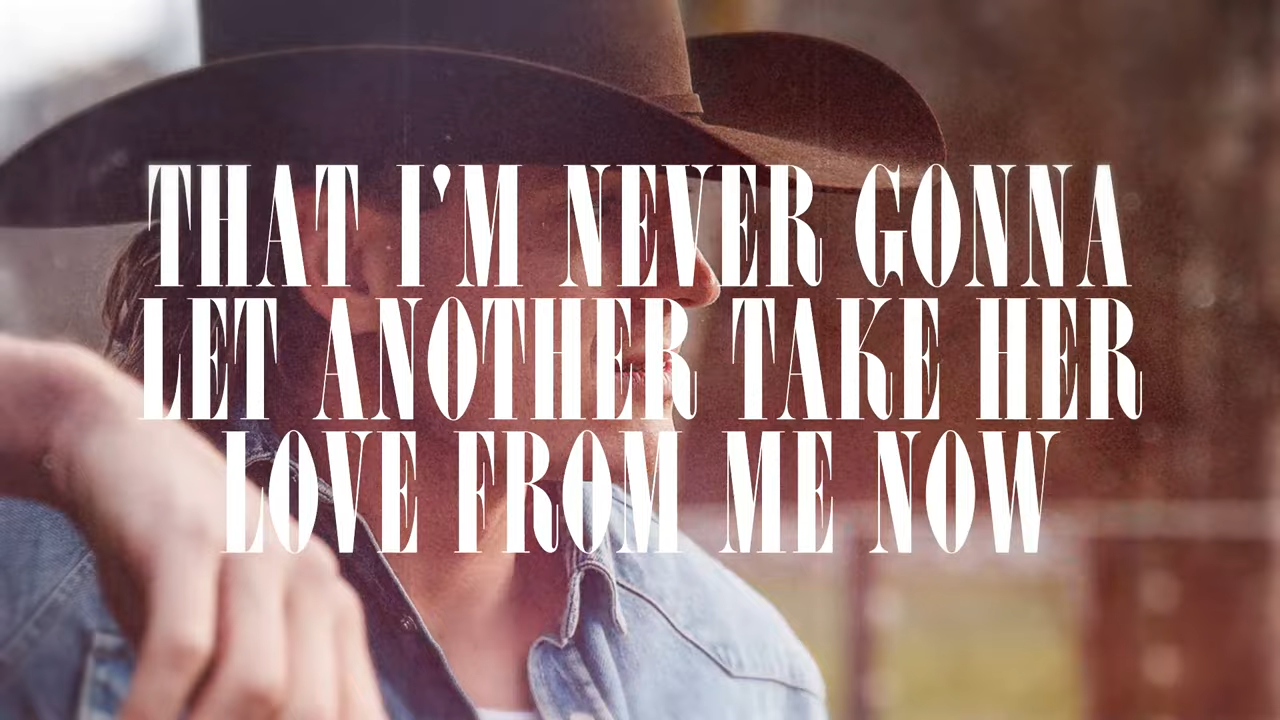 THAT I'M NEVER GONNA
LET ANOTHER TAKE HER
LOVE FROM ME NOW